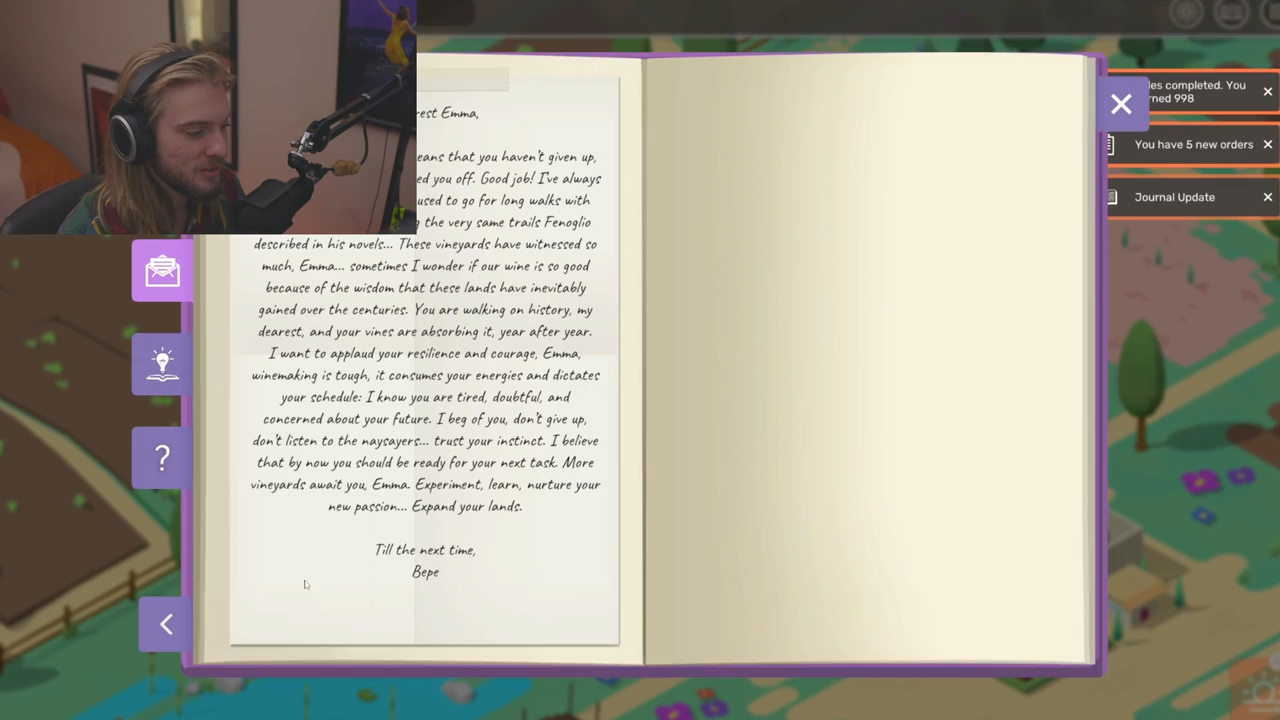 rest Emma,
eans that you haven't given up,
ed you off. Good job! I've always
used to go for long walks with
the very same trails Fenoglio
described in his novels... These vineyards have witnessed so
much, Emma... sometimes I wonder if our wine is so good
because of the wisdom that these lands have inevitably
gained over the centuries. You are walking on history, my
dearest, and your vines are absorbing it, year after year.
I want to applaud your resilience and courage, Emma,
winemaking is tough, it consumes your energies and dictates
your schedule: I know you are tired, doubtful, and
concerned about your future. I beg of you, don't give up,
don't listen to the naysayers... trust your instinct. I believe
that by now you should be ready for your next task. More
vineyards await you, Emma. Experiment, learn, nurture your
new passion... Expand your lands.
Till the next time,
Bepe
les completed. You
rned 998
You have 5 new orders
Journal Update
?